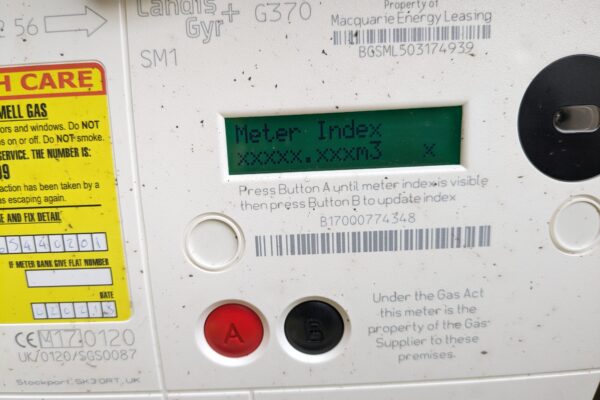 Landis
Gyr+ G370
Property of
Macquarie Energy Leasing
BGSML503174939
56
SM1
H CARE
MELL GAS
ors and windows. Do NOT
s on or off. Do NOT smoke.
SERVICE. THE NUMBER IS:
09
action has been taken by a
as escaping again.
E AND FIX DETAIL
IF METER BANK GIVE FLAT NUMBER
DATE
Meter Index
xxxxx.xxxm3 x
Press Button A until meter index is visible
then press Button B to update index
B17000774348
A
B
Under the Gas Act
this meter is the
property of the Gas
Supplier to these
premises.
CE M17 0120
UK/0120/SGS0087
Stockport, SK3 0RT, UK